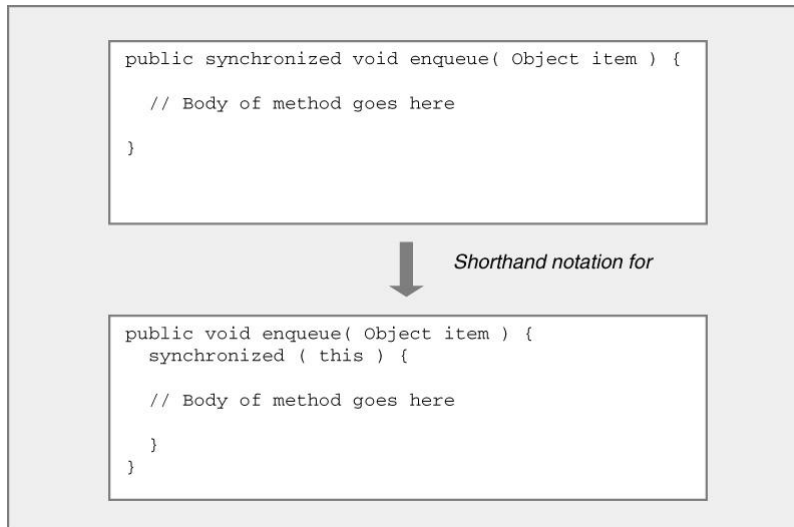 public synchronized void enqueue( Object item ) {
// Body of method goes here
}
Shorthand notation for
public void enqueue( Object item ) {
synchronized ( this ) {
// Body of method goes here
}
}